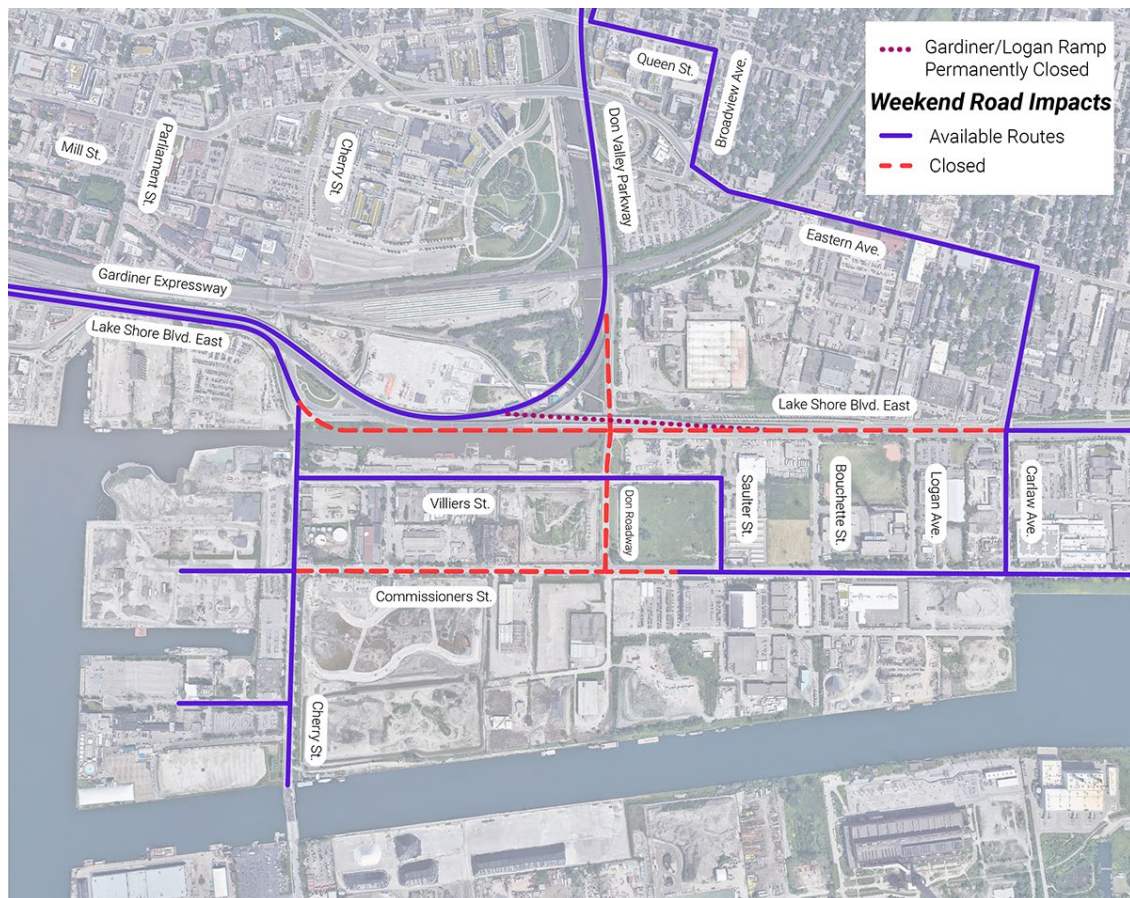 Gardiner/Logan Ramp
Permanently Closed
Weekend Road Impacts
Available Routes
Closed
Queen St.
Broadview Ave.
Don Valley Parkway
Mill St.
Parliament St.
Cherry St.
Eastern Ave.
Gardiner Expressway
Lake Shore Blvd. East
Lake Shore Blvd. East
Villiers St.
Don Roadway
Saulter St.
Bouchette St.
Logan Ave.
Carlaw Ave.
Commissioners St.
Cherry St.